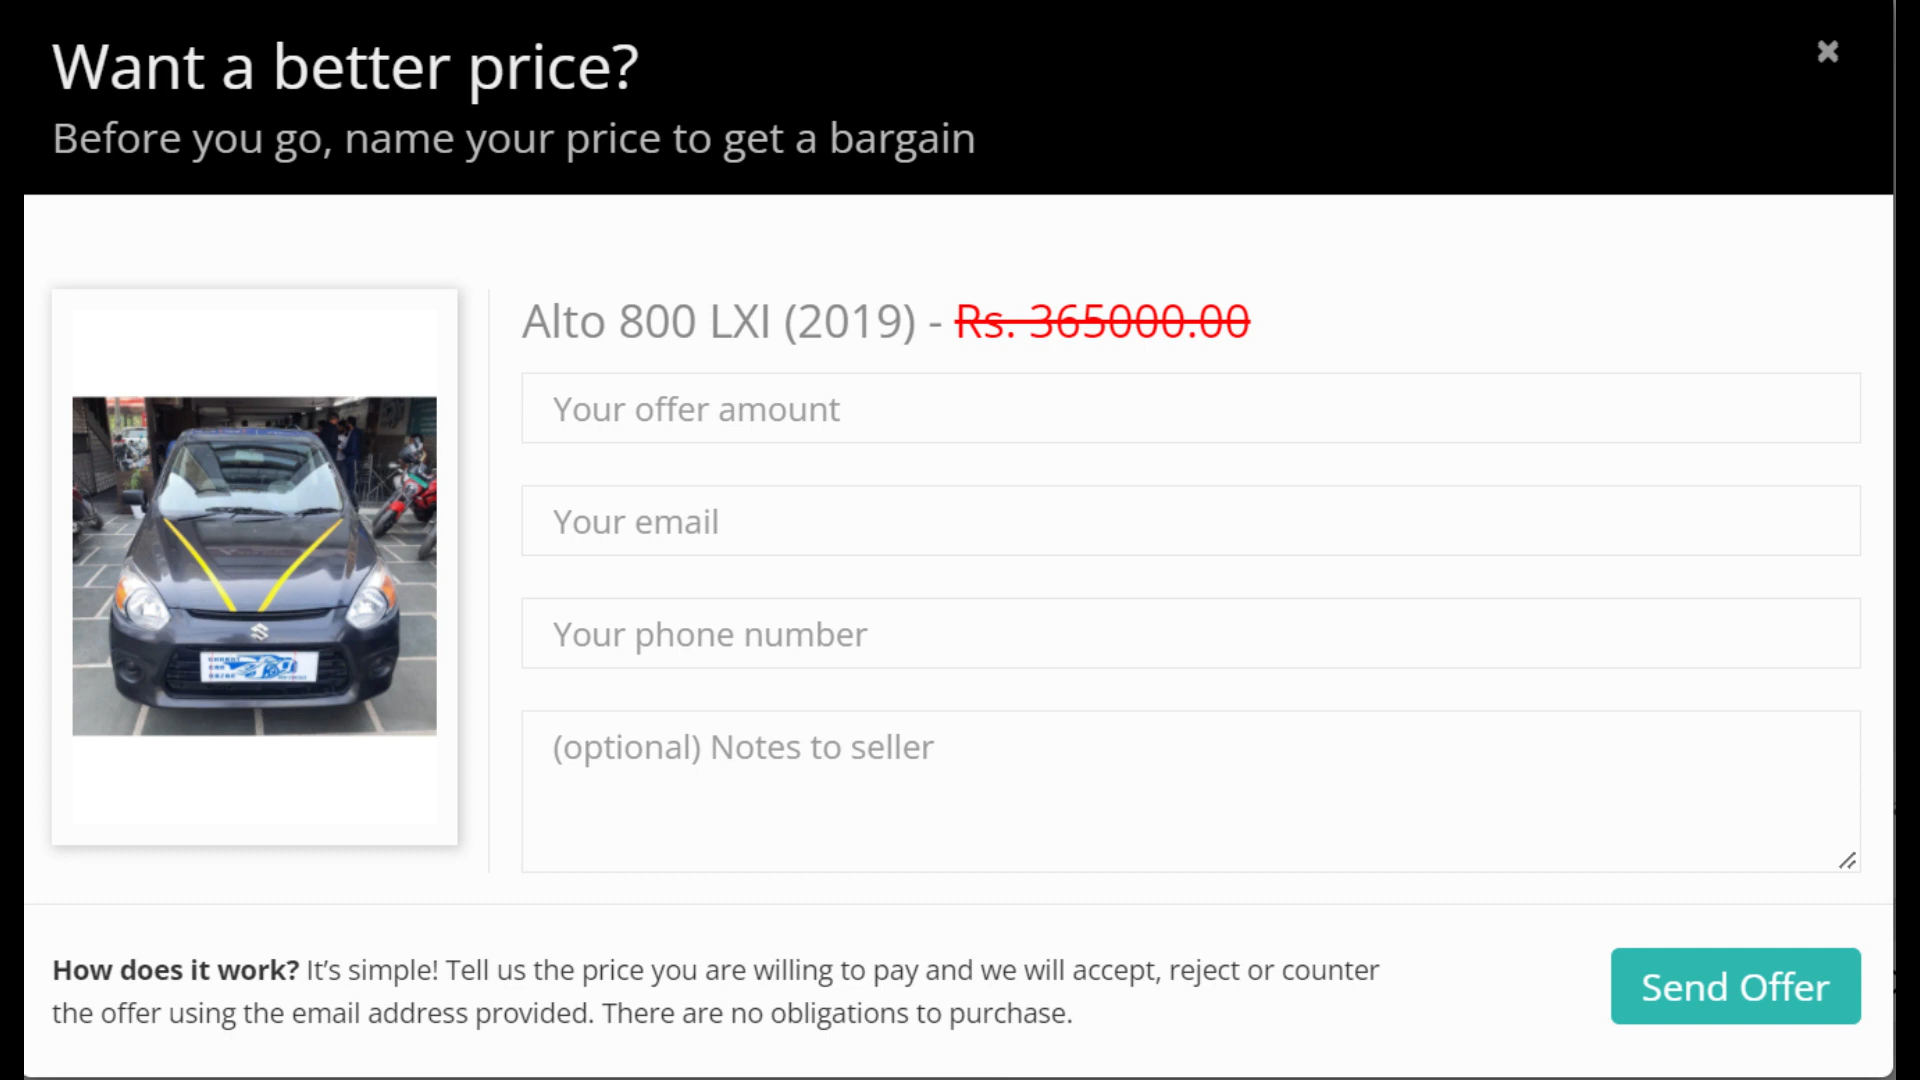 Want a better price?
Before you go, name your price to get a bargain
Alto 800 LXI (2019) - Rs. 365000.00
Your offer amount
Your email
Your phone number
(optional) Notes to seller
How does it work? It’s simple! Tell us the price you are willing to pay and we will accept, reject or counter
the offer using the email address provided. There are no obligations to purchase.
Send Offer